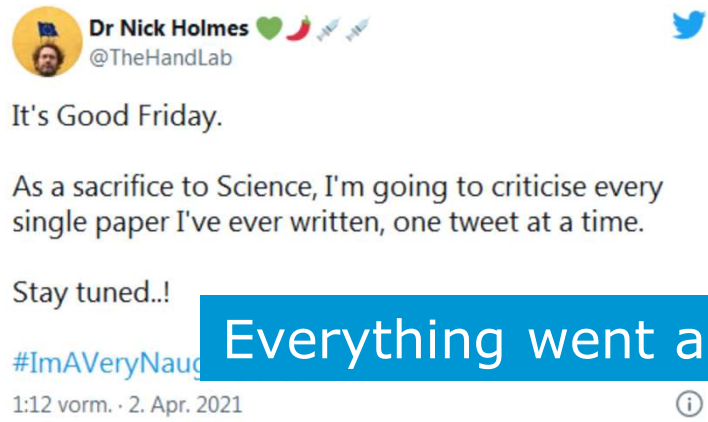 Dr Nick Holmes
@TheHandLab
It's Good Friday.
As a sacrifice to Science, I'm going to criticise every
single paper I've ever written, one tweet at a time.
Stay tuned..!
Everything went a
#ImAVeryNaug
1:12 vorm. · 2. Apr. 2021